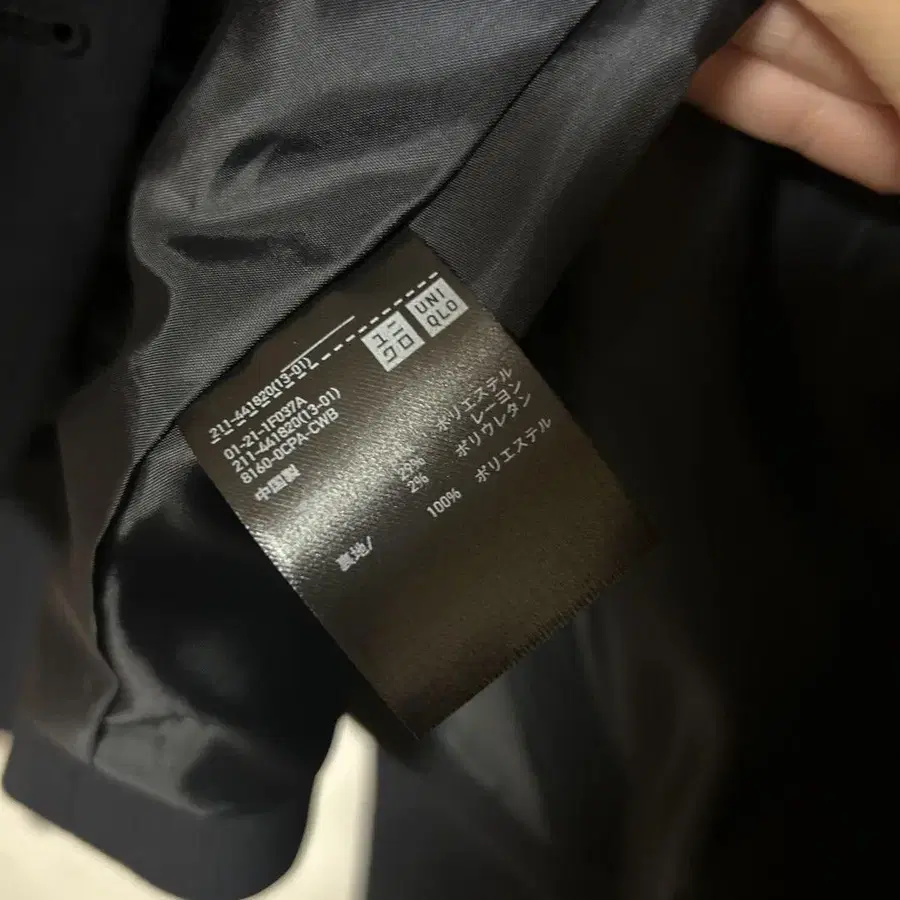 ユニクロ
UNIQLO
211-441820(13-01)
01-21-1F037A
211-441820(13-01)
8160-0CPA-CWB
中国製
ポリエステル
29% レーヨン
2% ポリウレタン
裏地/ 100% ポリエステル